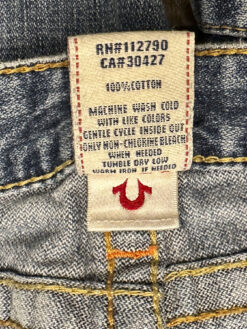 RN#112790
CA#30427
100%COTTON
MACHINE WASH COLD
WITH LIKE COLORS
GENTLE CYCLE INSIDE OUT
ONLY NON-CHLORINE BLEACH
WHEN NEEDED
TUMBLE DRY LOW
WARM IRON IF NEEDED